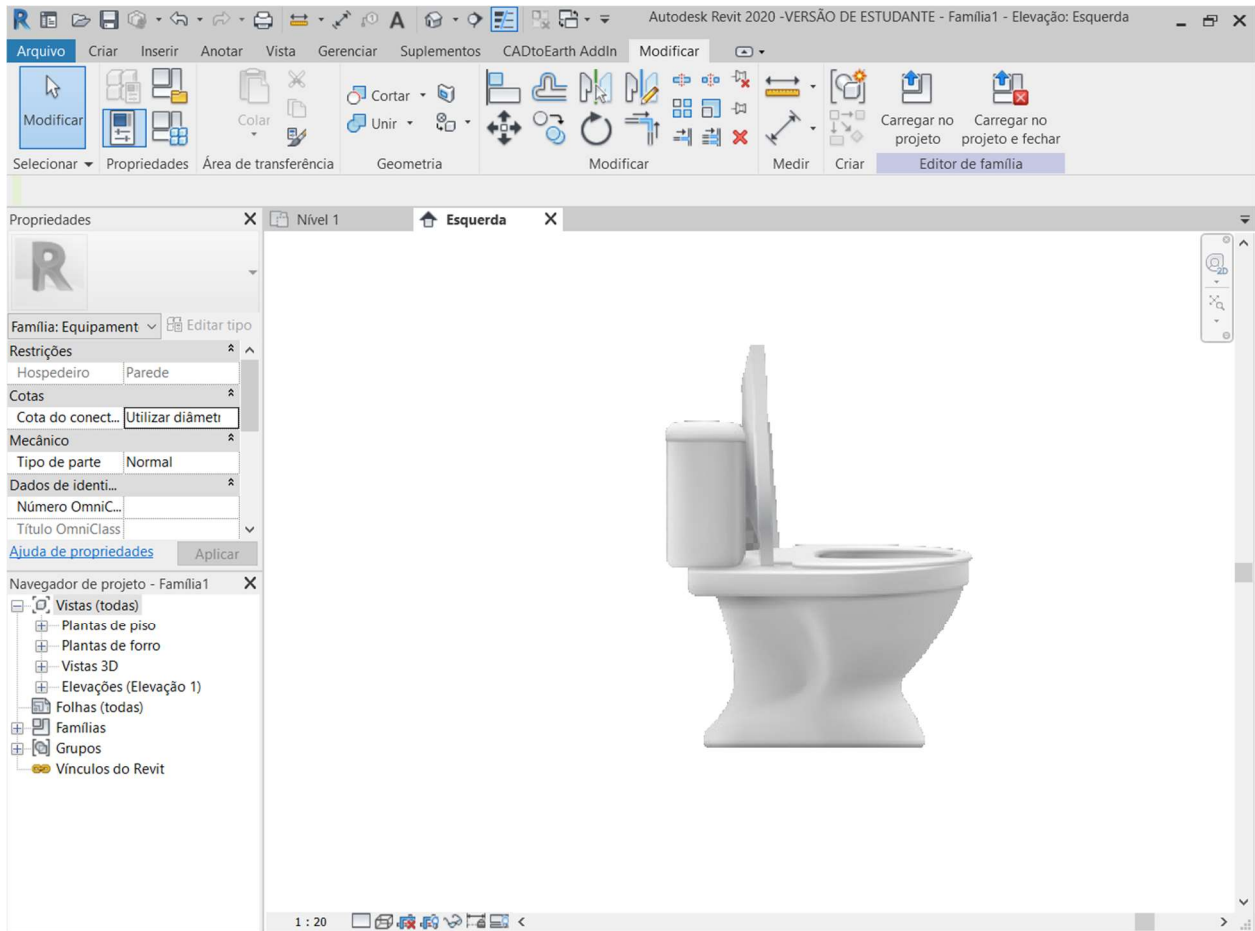 Autodesk Revit 2020 -VERSÃO DE ESTUDANTE - Família1 - Elevação: Esquerda
Arquivo Criar Inserir Anotar Vista Gerenciar Suplementos CADtoEarth AddIn Modificar
Modificar
Colar
Cortar
Unir
Carregar no projeto
Carregar no projeto e fechar
Selecionar Propriedades Área de transferência Geometria Modificar Medir Criar Editor de família
Propriedades
Nível 1
Esquerda
R
2D
Família: Equipament
Editar tipo
Restrições
Hospedeiro Parede
Cotas
Cota do conect... Utilizar diâmetr
Mecânico
Tipo de parte Normal
Dados de identi...
Número OmniC...
Título OmniClass
Ajuda de propriedades Aplicar
Navegador de projeto - Família1
Vistas (todas)
Plantas de piso
Plantas de forro
Vistas 3D
Elevações (Elevação 1)
Folhas (todas)
Famílias
Grupos
Vínculos do Revit
1 : 20